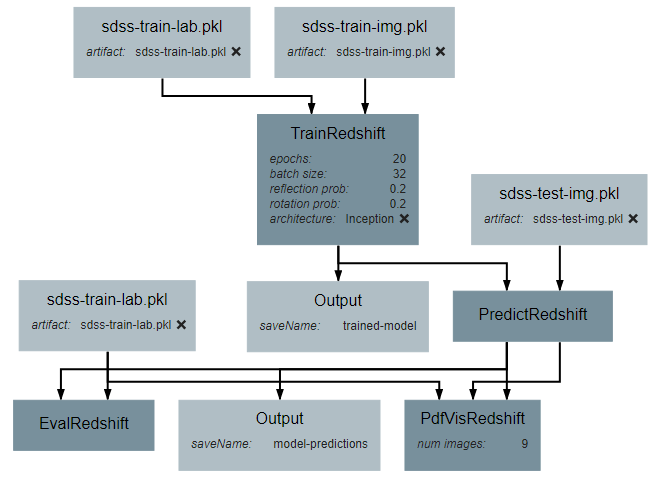 sdss-train-lab.pkl
artifact: sdss-train-lab.pkl ✖
sdss-train-img.pkl
artifact: sdss-train-img.pkl ✖
TrainRedshift
epochs: 20
batch size: 32
reflection prob: 0.2
rotation prob: 0.2
architecture: Inception ✖
sdss-test-img.pkl
artifact: sdss-test-img.pkl ✖
sdss-train-lab.pkl
artifact: sdss-train-lab.pkl ✖
Output
saveName: trained-model
PredictRedshift
EvalRedshift
Output
saveName: model-predictions
PdfVisRedshift
num images: 9